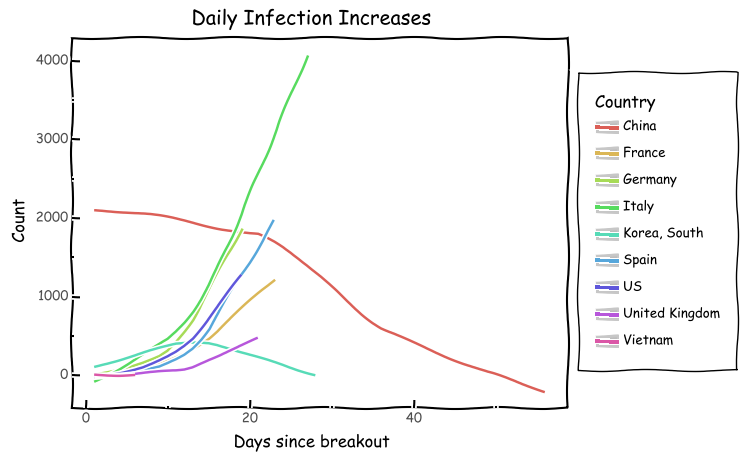 Daily Infection Increases
4000
3000
2000
1000
0
Count
0
20
40
Days since breakout
Country
China
France
Germany
Italy
Korea, South
Spain
US
United Kingdom
Vietnam